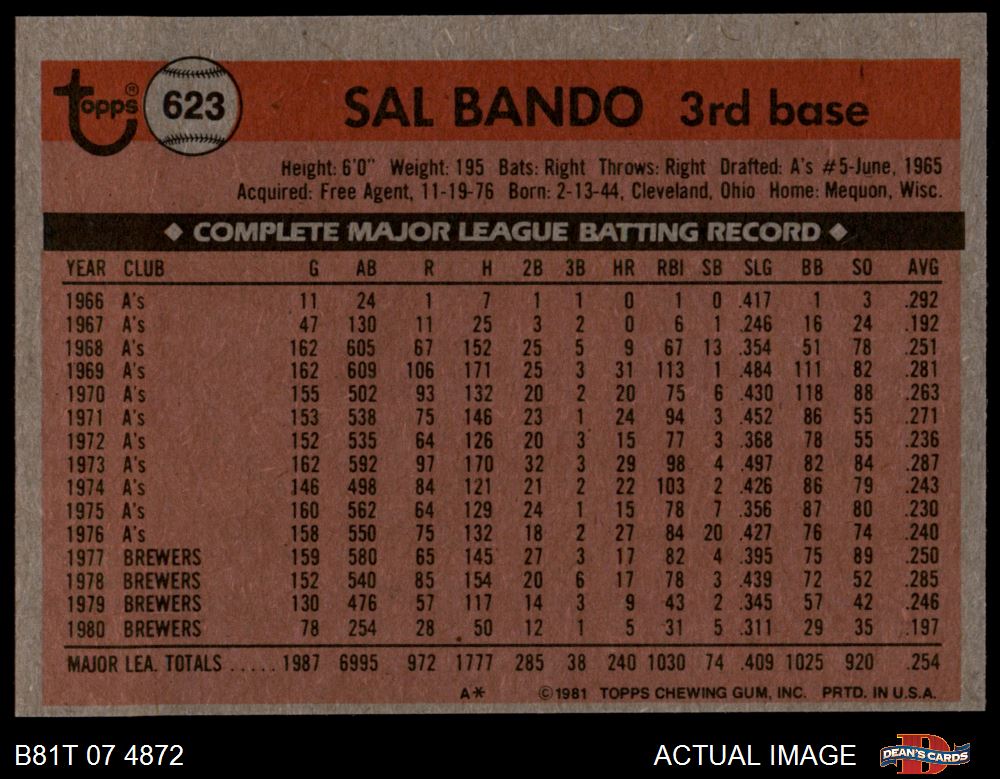 Topps® 623 SAL BANDO 3rd base
Height: 6'0" Weight: 195 Bats: Right Throws: Right Drafted: A's #5-June, 1965
Acquired: Free Agent, 11-19-76 Born: 2-13-44, Cleveland, Ohio Home: Mequon, Wisc.
◆ COMPLETE MAJOR LEAGUE BATTING RECORD ◆
YEAR CLUB G AB R H 2B 3B HR RBI SB SLG BB SO AVG
1966 A's 11 24 1 7 1 1 0 1 0 .417 1 3 .292
1967 A's 47 130 11 25 3 2 0 6 1 .246 16 24 .192
1968 A's 162 605 67 152 25 5 9 67 13 .354 51 78 .251
1969 A's 162 609 106 171 25 3 31 113 1 .484 111 82 .281
1970 A's 155 502 93 132 20 2 20 75 6 .430 118 88 .263
1971 A's 153 538 75 146 23 1 24 94 3 .452 86 55 .271
1972 A's 152 535 64 126 20 3 15 77 3 .368 78 55 .236
1973 A's 162 592 97 170 32 3 29 98 4 .497 82 84 .287
1974 A's 146 498 84 121 21 2 22 103 2 .426 86 79 .243
1975 A's 160 562 64 129 24 1 15 78 7 .356 87 80 .230
1976 A's 158 550 75 132 18 2 27 84 20 .427 76 74 .240
1977 BREWERS 159 580 65 145 27 3 17 82 4 .395 75 89 .250
1978 BREWERS 152 540 85 154 20 6 17 78 3 .439 72 52 .285
1979 BREWERS 130 476 57 117 14 3 9 43 2 .345 57 42 .246
1980 BREWERS 78 254 28 50 12 1 5 31 5 .311 29 35 .197
MAJOR LEA. TOTALS ..... 1987 6995 972 1777 285 38 240 1030 74 .409 1025 920 .254
A* ©1981 TOPPS CHEWING GUM, INC. PRTD. IN U.S.A.
B81T 07 4872 ACTUAL IMAGE DEAN'S CARDS